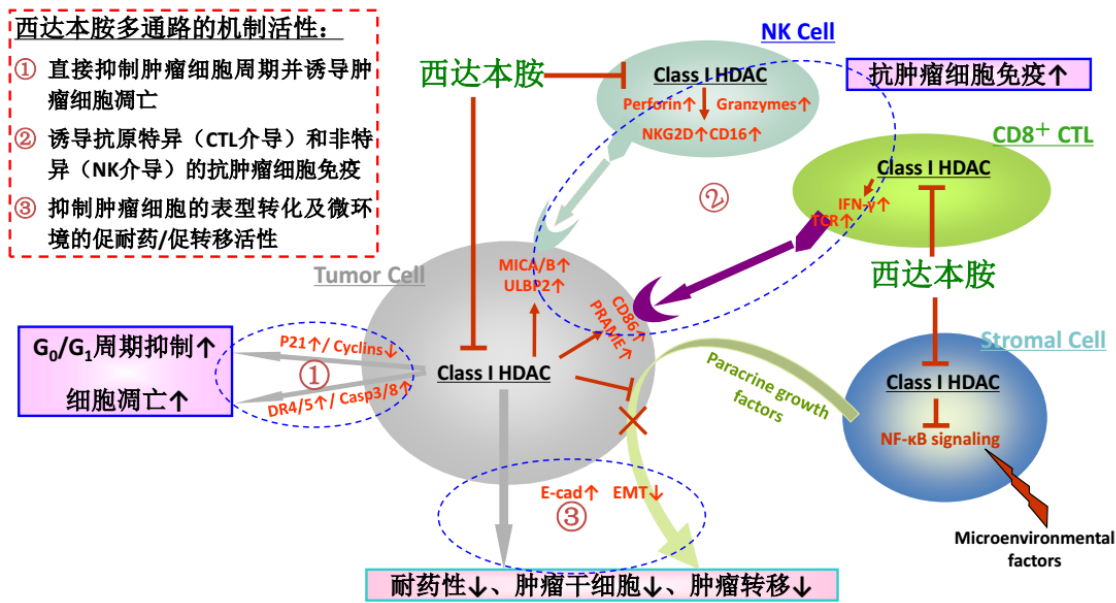 西达本胺多通路的机制活性：
① 直接抑制肿瘤细胞周期并诱导肿
瘤细胞凋亡
② 诱导抗原特异（CTL介导）和非特
异（NK介导）的抗肿瘤细胞免疫
③ 抑制肿瘤细胞的表型转化及微环
境的促耐药/促转移活性
NK Cell
西达本胺
Class I HDAC
Perforin↑ Granzymes↑
NKG2D↑CD16↑
抗肿瘤细胞免疫↑
CD8⁺ CTL
Class I HDAC
IFN-γ↑
TCR↑
②
西达本胺
Tumor Cell
MICA/B↑
ULBP2↑
CD86↑
PRAME↑
Class I HDAC
G₀/G₁周期抑制↑
细胞凋亡↑
P21↑/ Cyclins↓
①
DR4/5↑/ Casp3/8↑
Paracrine growth
factors
Stromal Cell
Class I HDAC
NF-κB signaling
Microenvironmental
factors
E-cad↑ EMT↓
③
耐药性↓、肿瘤干细胞↓、肿瘤转移↓